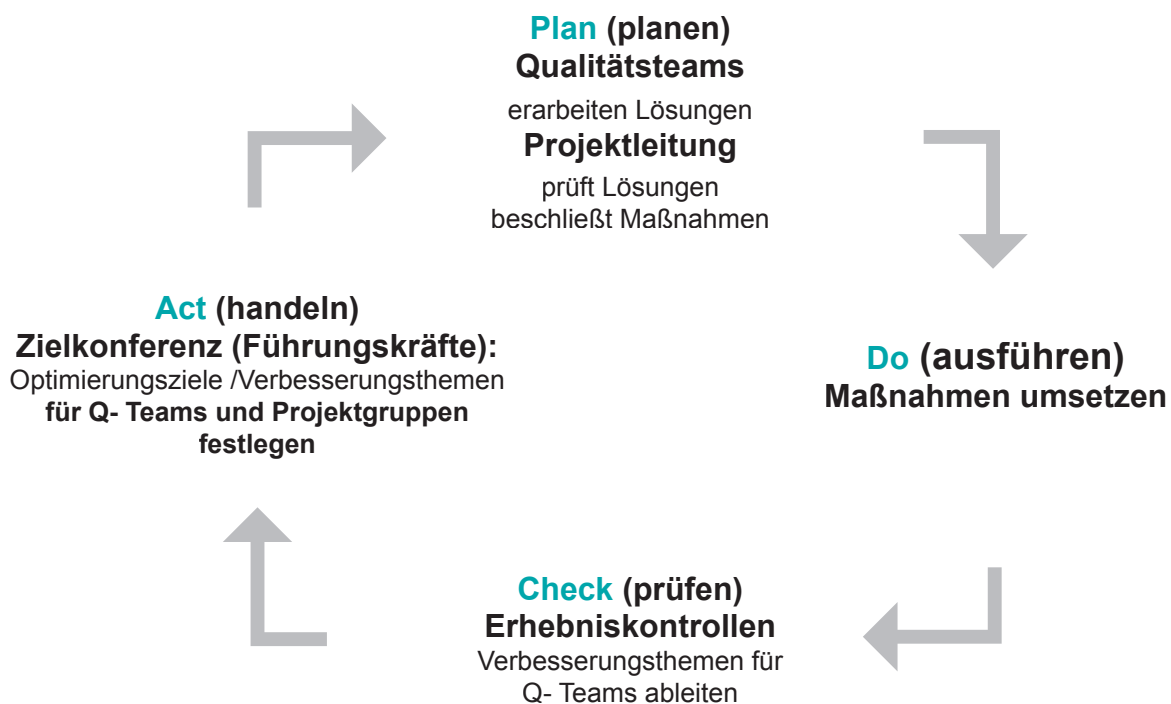 Plan (planen)
Qualitätsteams
erarbeiten Lösungen
Projektleitung
prüft Lösungen
beschließt Maßnahmen
Do (ausführen)
Maßnahmen umsetzen
Check (prüfen)
Erhebniskontrollen
Verbesserungsthemen für
Q- Teams ableiten
Act (handeln)
Zielkonferenz (Führungskräfte):
Optimierungsziele /Verbesserungsthemen
für Q- Teams und Projektgruppen
festlegen